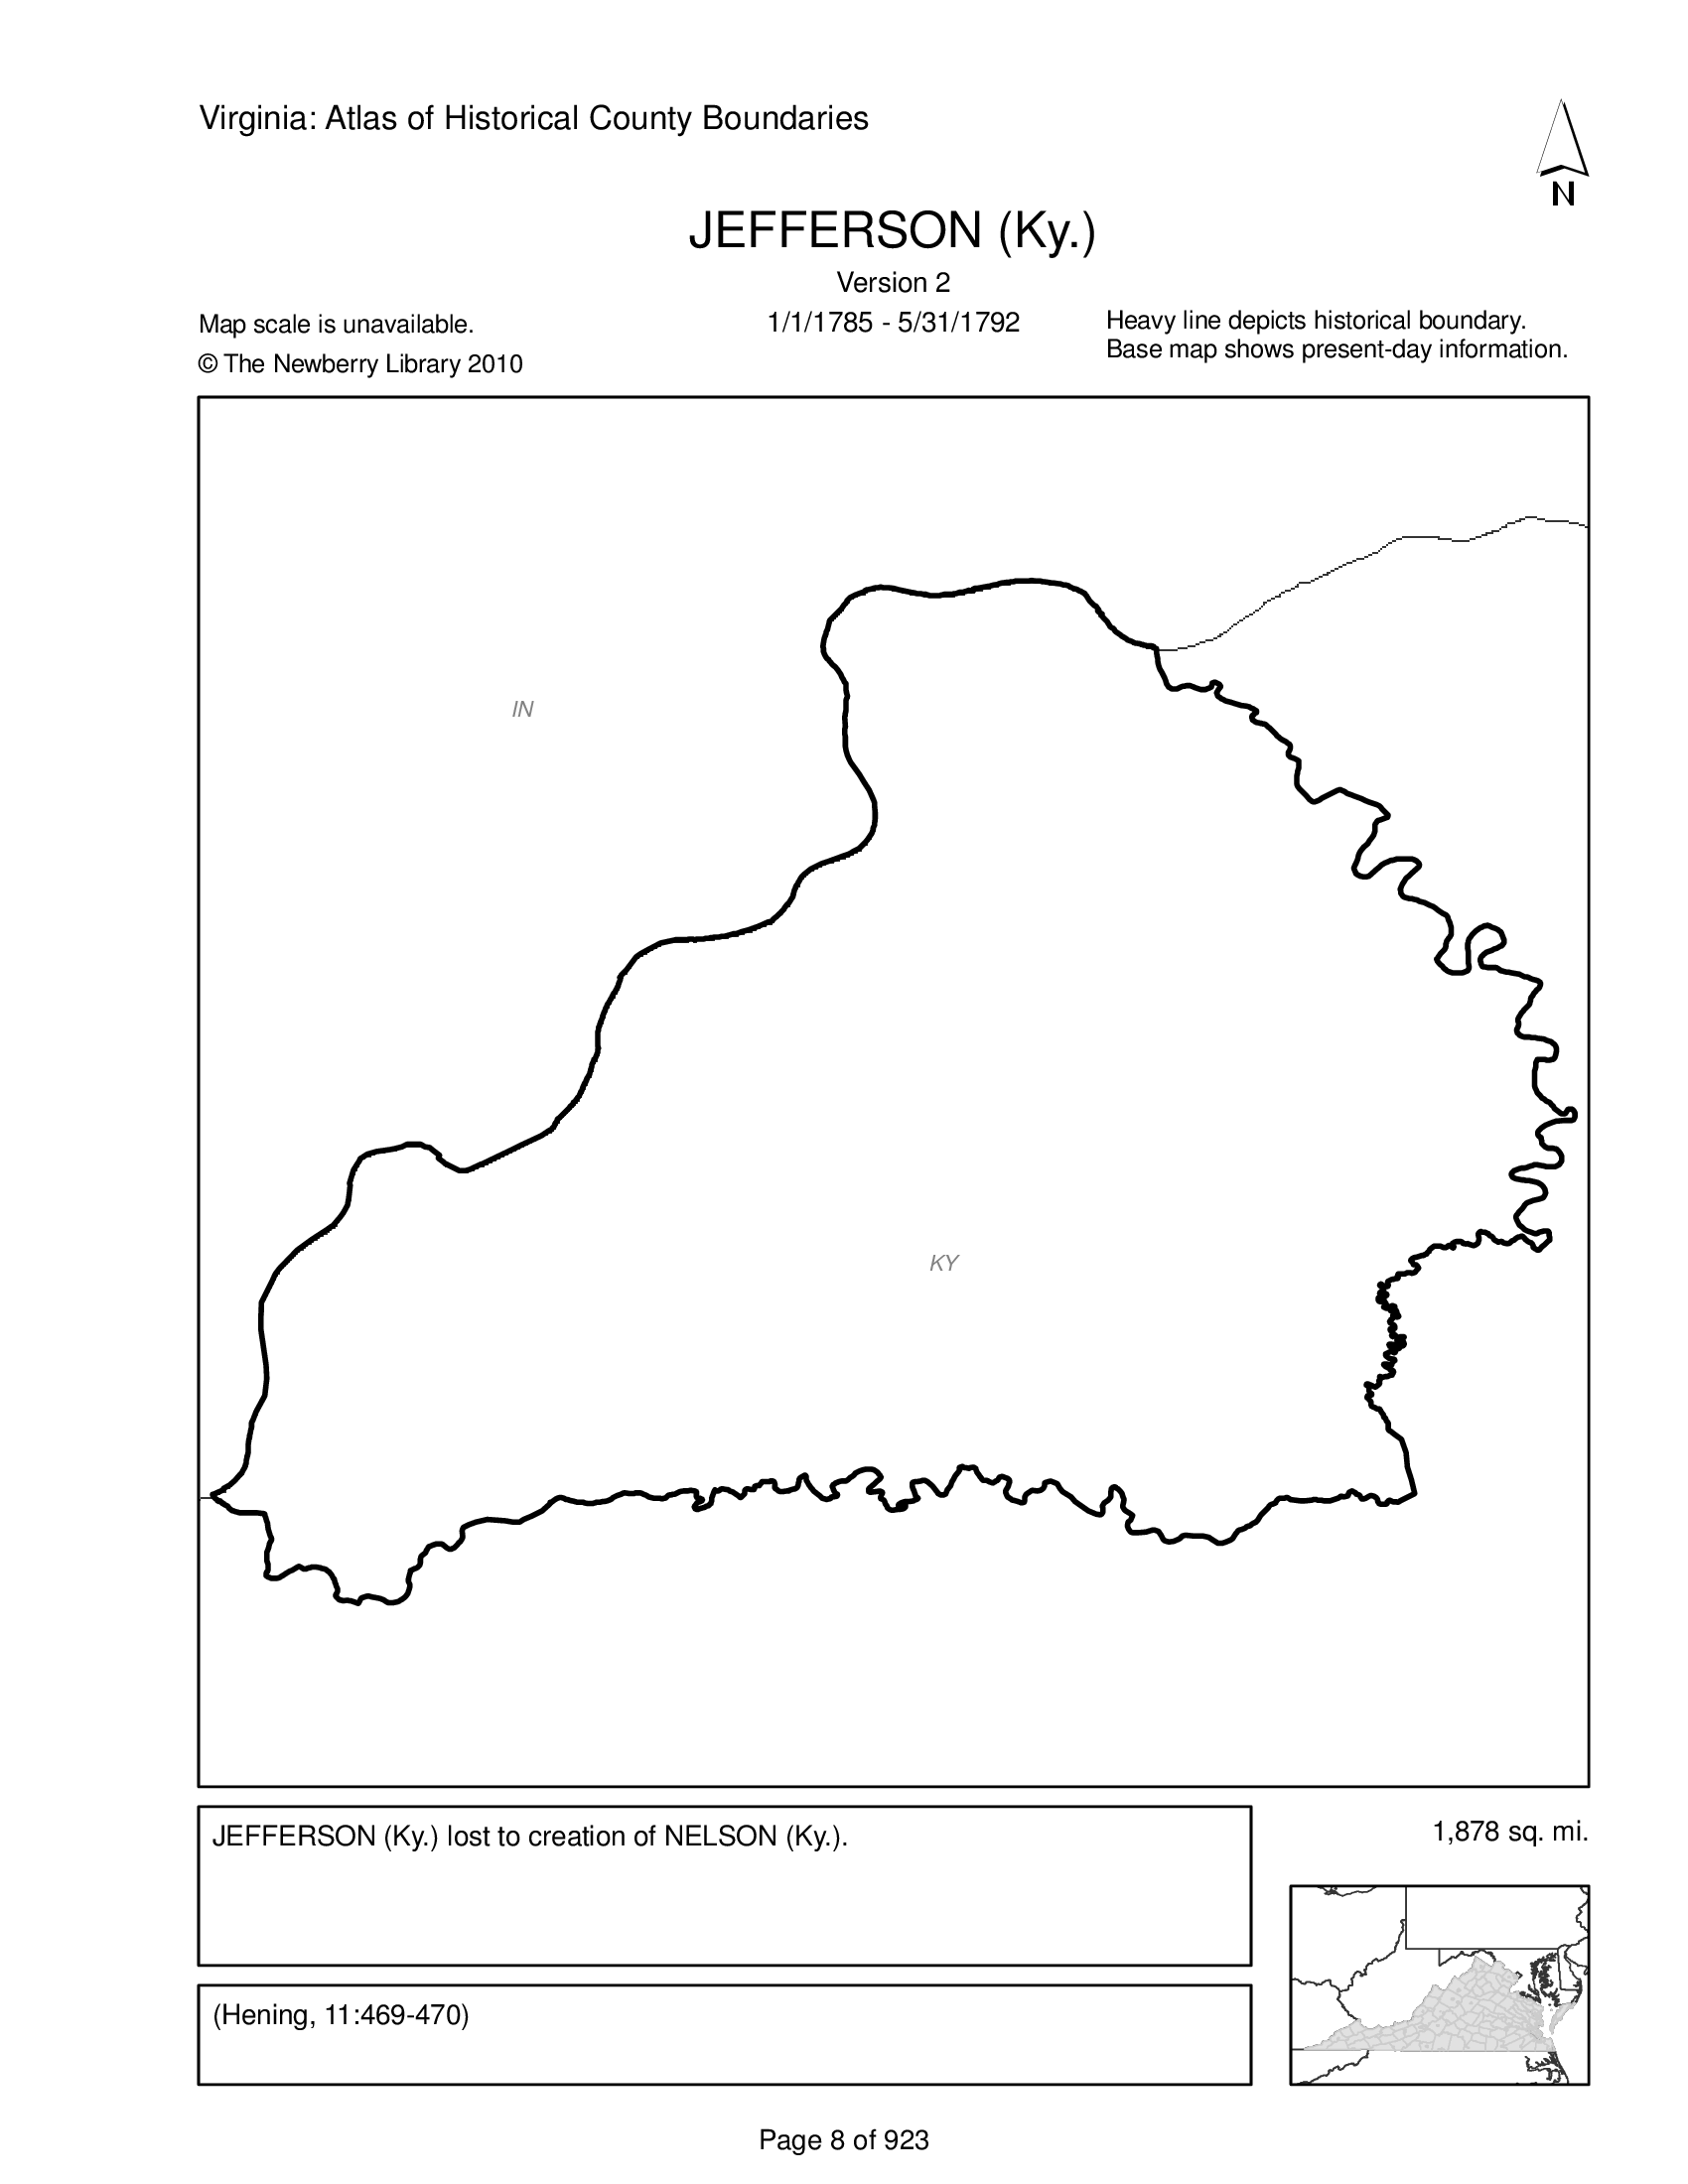 Virginia: Atlas of Historical County Boundaries
N
JEFFERSON (Ky.)
Version 2
Map scale is unavailable.
1/1/1785 - 5/31/1792
Heavy line depicts historical boundary.
Base map shows present-day information.
© The Newberry Library 2010
IN
KY
JEFFERSON (Ky.) lost to creation of NELSON (Ky.).
1,878 sq. mi.
(Hening, 11:469-470)
Page 8 of 923